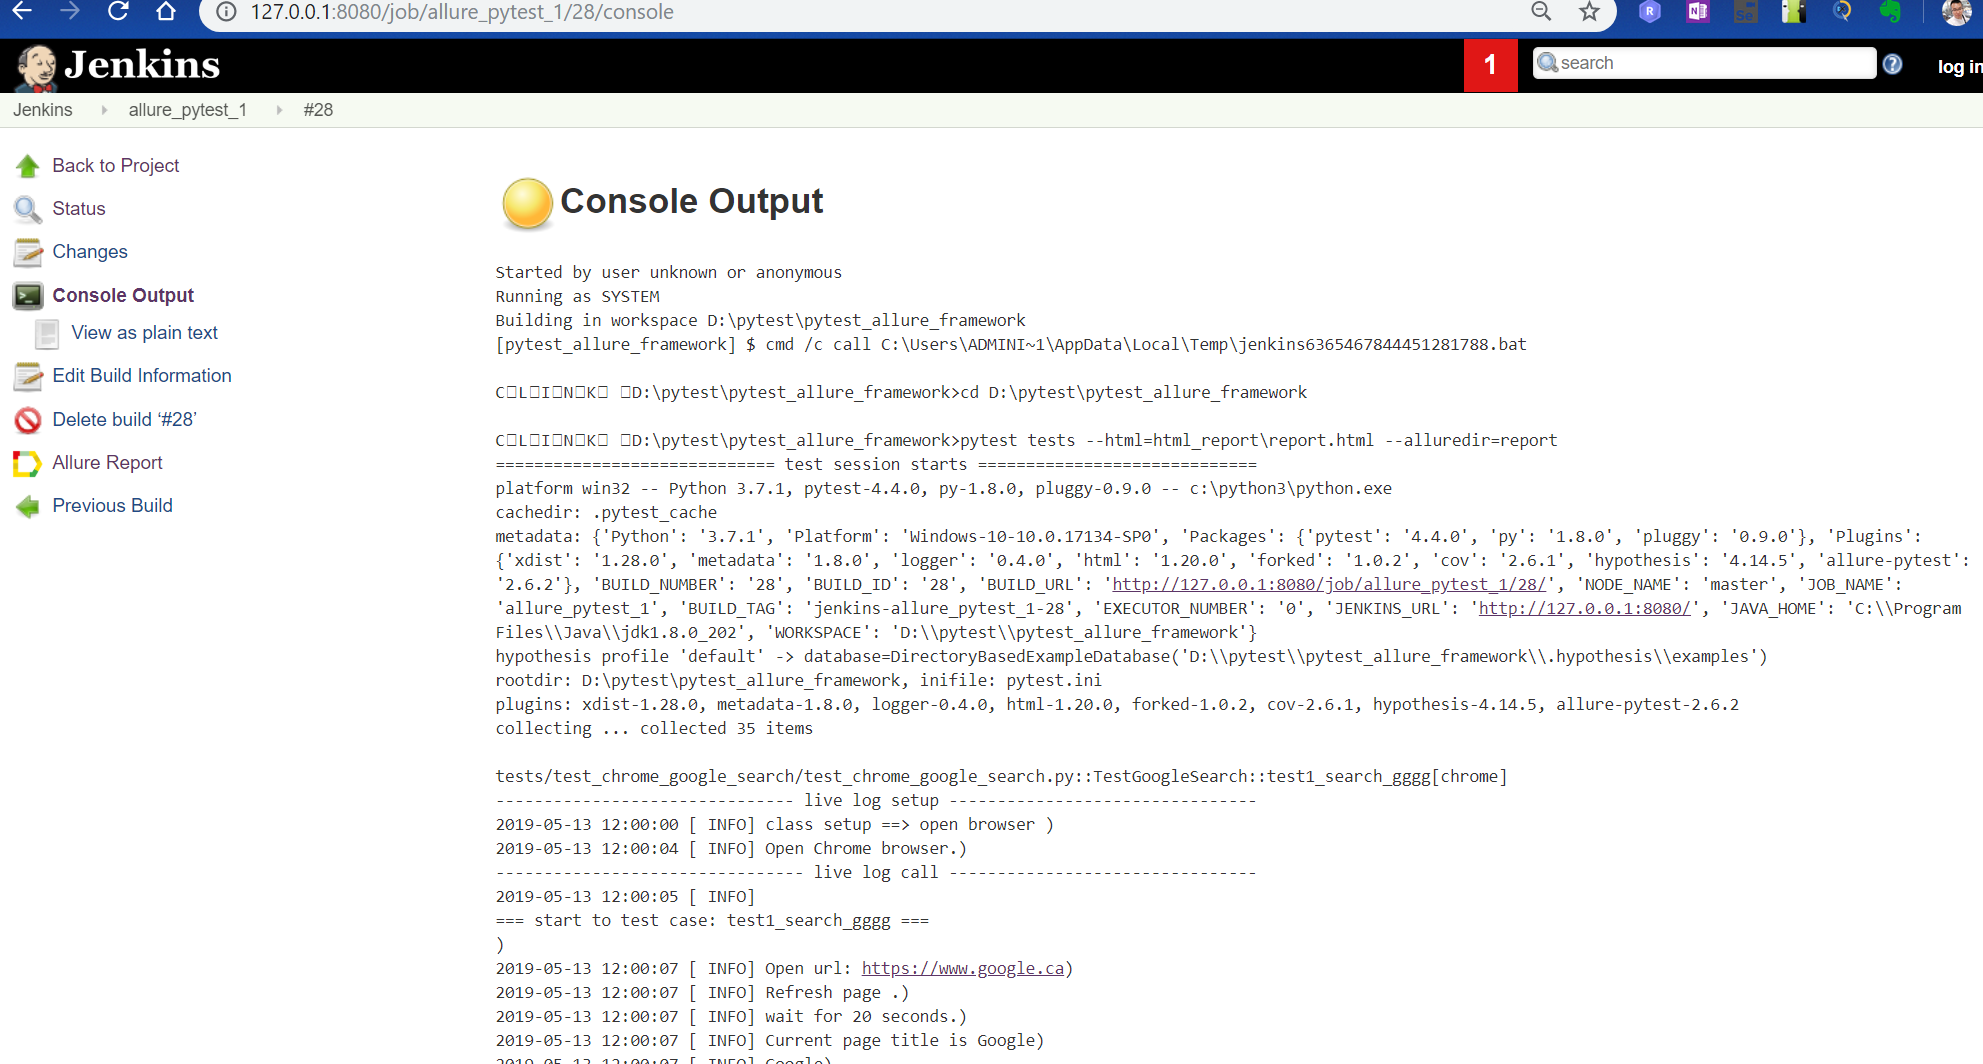 127.0.0.1:8080/job/allure_pytest_1/28/console
Jenkins
1
search
log in
Jenkins
allure_pytest_1
#28
Back to Project
Status
Changes
Console Output
View as plain text
Edit Build Information
Delete build ‘#28’
Allure Report
Previous Build
Console Output
Started by user unknown or anonymous
Running as SYSTEM
Building in workspace D:\pytest\pytest_allure_framework
[pytest_allure_framework] $ cmd /c call C:\Users\ADMINI~1\AppData\Local\Temp\jenkins6365467844451281788.bat
C□L□I□N□K□ □D:\pytest\pytest_allure_framework>cd D:\pytest\pytest_allure_framework
C□L□I□N□K□ □D:\pytest\pytest_allure_framework>pytest tests --html=html_report\report.html --alluredir=report
============================= test session starts =============================
platform win32 -- Python 3.7.1, pytest-4.4.0, py-1.8.0, pluggy-0.9.0 -- c:\python3\python.exe
cachedir: .pytest_cache
metadata: {'Python': '3.7.1', 'Platform': 'Windows-10-10.0.17134-SP0', 'Packages': {'pytest': '4.4.0', 'py': '1.8.0', 'pluggy': '0.9.0'}, 'Plugins':
{'xdist': '1.28.0', 'metadata': '1.8.0', 'logger': '0.4.0', 'html': '1.20.0', 'forked': '1.0.2', 'cov': '2.6.1', 'hypothesis': '4.14.5', 'allure-pytest':
'2.6.2'}, 'BUILD_NUMBER': '28', 'BUILD_ID': '28', 'BUILD_URL': 'http://127.0.0.1:8080/job/allure_pytest_1/28/', 'NODE_NAME': 'master', 'JOB_NAME':
'allure_pytest_1', 'BUILD_TAG': 'jenkins-allure_pytest_1-28', 'EXECUTOR_NUMBER': '0', 'JENKINS_URL': 'http://127.0.0.1:8080/', 'JAVA_HOME': 'C:\\Program
Files\\Java\\jdk1.8.0_202', 'WORKSPACE': 'D:\\pytest\\pytest_allure_framework'}
hypothesis profile 'default' -> database=DirectoryBasedExampleDatabase('D:\\pytest\\pytest_allure_framework\\.hypothesis\\examples')
rootdir: D:\pytest\pytest_allure_framework, inifile: pytest.ini
plugins: xdist-1.28.0, metadata-1.8.0, logger-0.4.0, html-1.20.0, forked-1.0.2, cov-2.6.1, hypothesis-4.14.5, allure-pytest-2.6.2
collecting ... collected 35 items
tests/test_chrome_google_search/test_chrome_google_search.py::TestGoogleSearch::test1_search_gggg[chrome]
------------------------------- live log setup --------------------------------
2019-05-13 12:00:00 [ INFO] class setup ==> open browser )
2019-05-13 12:00:04 [ INFO] Open Chrome browser.)
-------------------------------- live log call --------------------------------
2019-05-13 12:00:05 [ INFO]
=== start to test case: test1_search_gggg ===
)
2019-05-13 12:00:07 [ INFO] Open url: https://www.google.ca)
2019-05-13 12:00:07 [ INFO] Refresh page .)
2019-05-13 12:00:07 [ INFO] wait for 20 seconds.)
2019-05-13 12:00:07 [ INFO] Current page title is Google)
2019-05-13 12:00:07 [ INFO] Google)